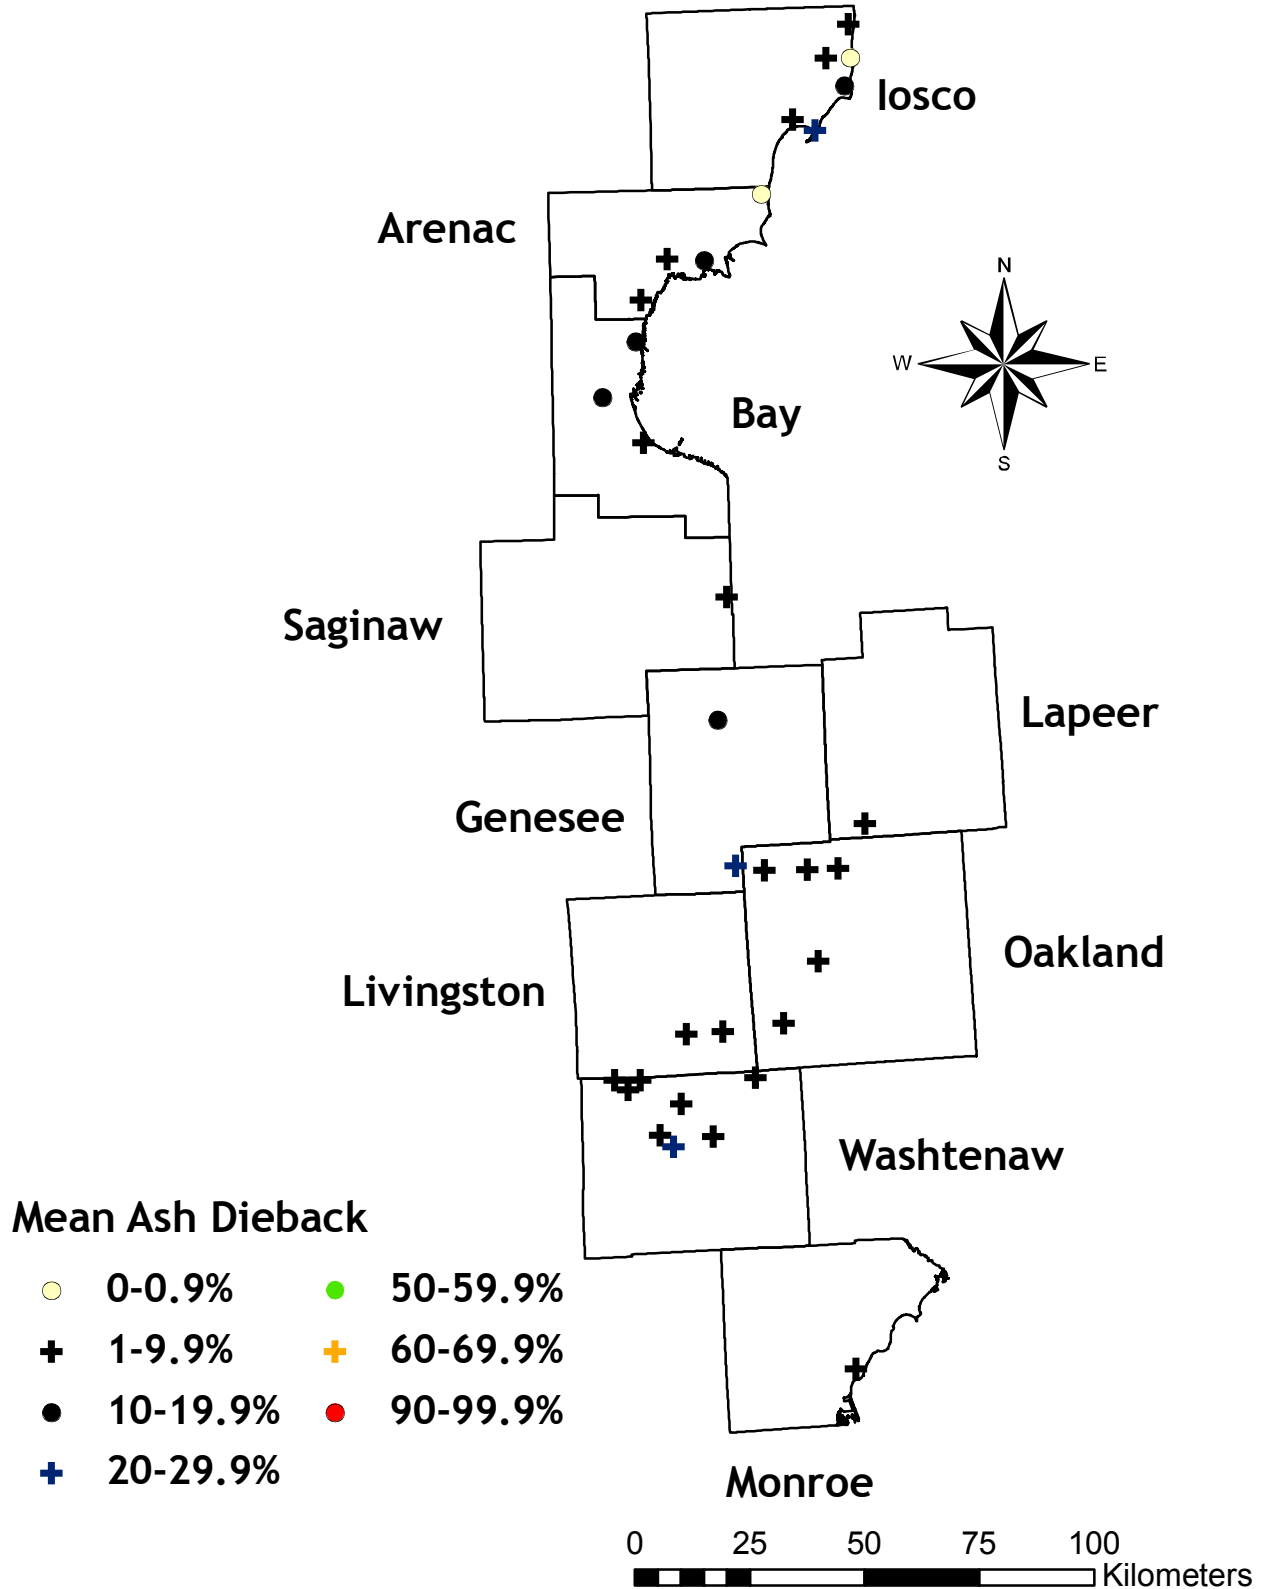 Iosco
Arenac
N
W E
S
Bay
Saginaw
Lapeer
Genesee
Oakland
Livingston
Washtenaw
Mean Ash Dieback
0-0.9% 50-59.9%
1-9.9% 60-69.9%
10-19.9% 90-99.9%
20-29.9%
Monroe
0 25 50 75 100
Kilometers